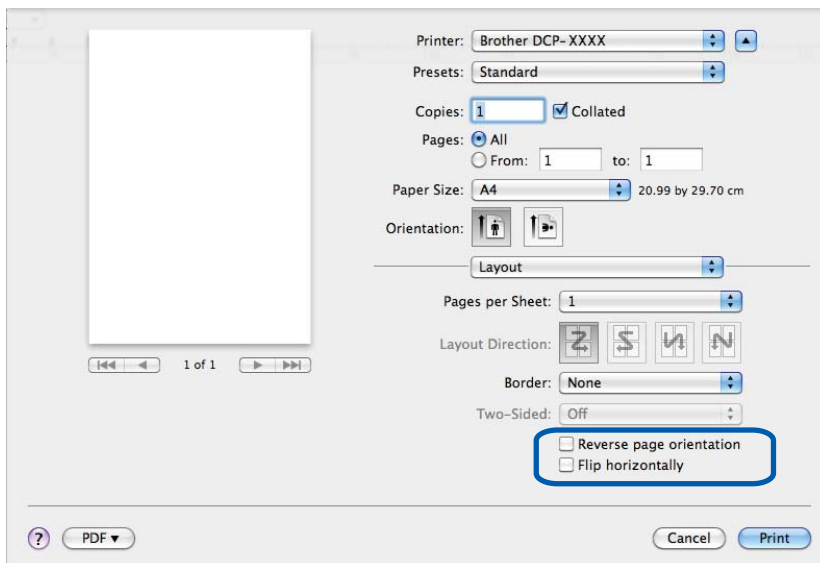 Printer: Brother DCP-XXXX
Presets: Standard
Copies: 1 Collated
Pages: All
From: 1 to: 1
Paper Size: A4 20.99 by 29.70 cm
Orientation:
Layout
Pages per Sheet: 1
Layout Direction:
Border: None
Two-Sided: Off
Reverse page orientation
Flip horizontally
1 of 1
? PDF ▾ Cancel Print